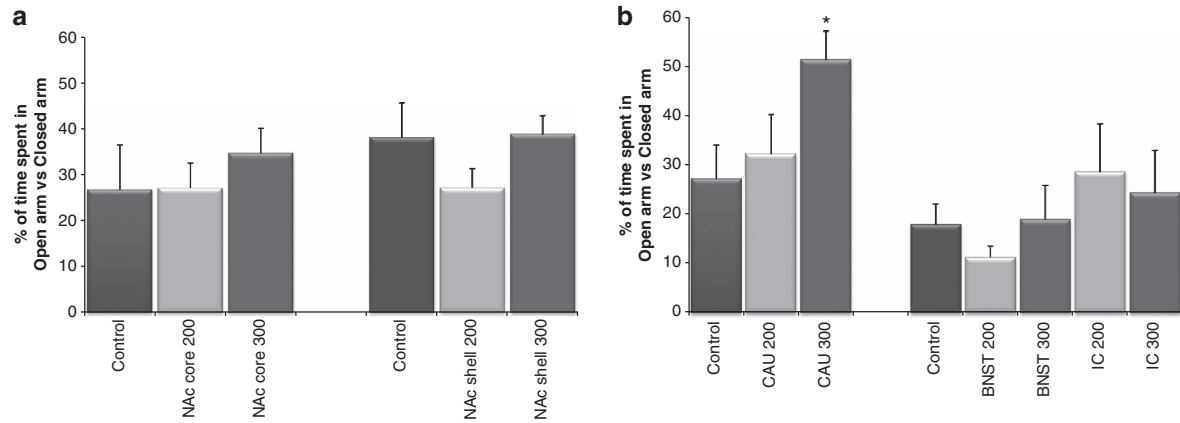 a
% of time spent in
Open arm vs Closed arm
60
50
40
30
20
10
0
Control
NAc core 200
NAc core 300
Control
NAc shell 200
NAc shell 300
b
% of time spent in
Open arm vs Closed arm
60
50
40
30
20
10
0
*
Control
CAU 200
CAU 300
Control
BNST 200
BNST 300
IC 200
IC 300